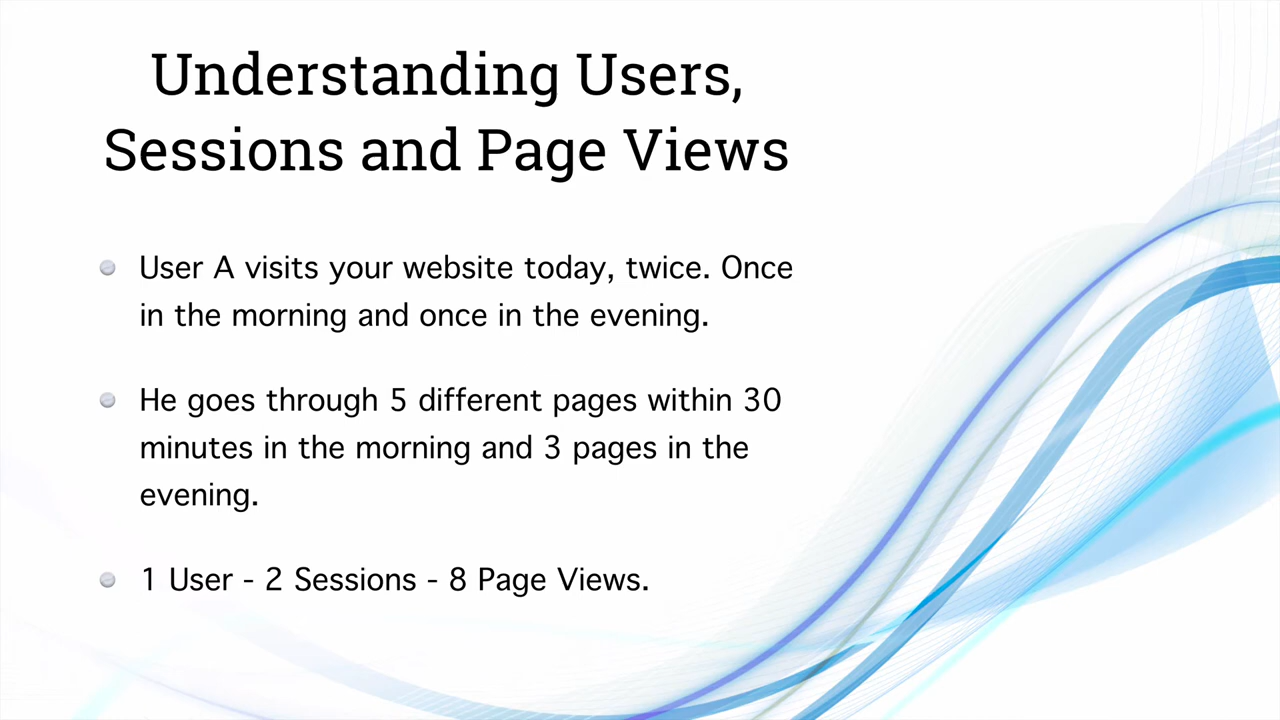 Understanding Users,
Sessions and Page Views
User A visits your website today, twice. Once
in the morning and once in the evening.
He goes through 5 different pages within 30
minutes in the morning and 3 pages in the
evening.
1 User - 2 Sessions - 8 Page Views.